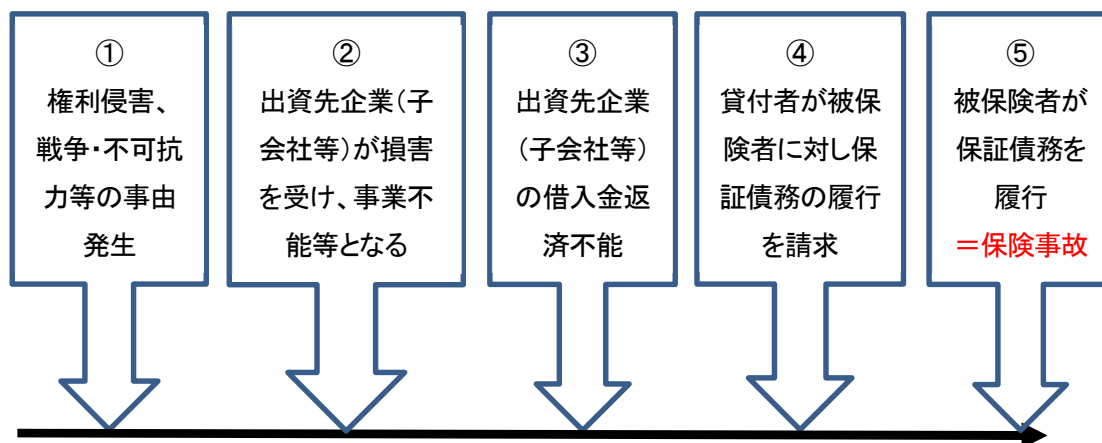 ①
権利侵害、
戦争・不可抗
力等の事由
発生
②
出資先企業(子
会社等)が損害
を受け、事業不
能等となる
③
出資先企業
(子会社等)
の借入金返
済不能
④
貸付者が被保
険者に対し保
証債務の履行
を請求
⑤
被保険者が
保証債務を
履行
＝保険事故